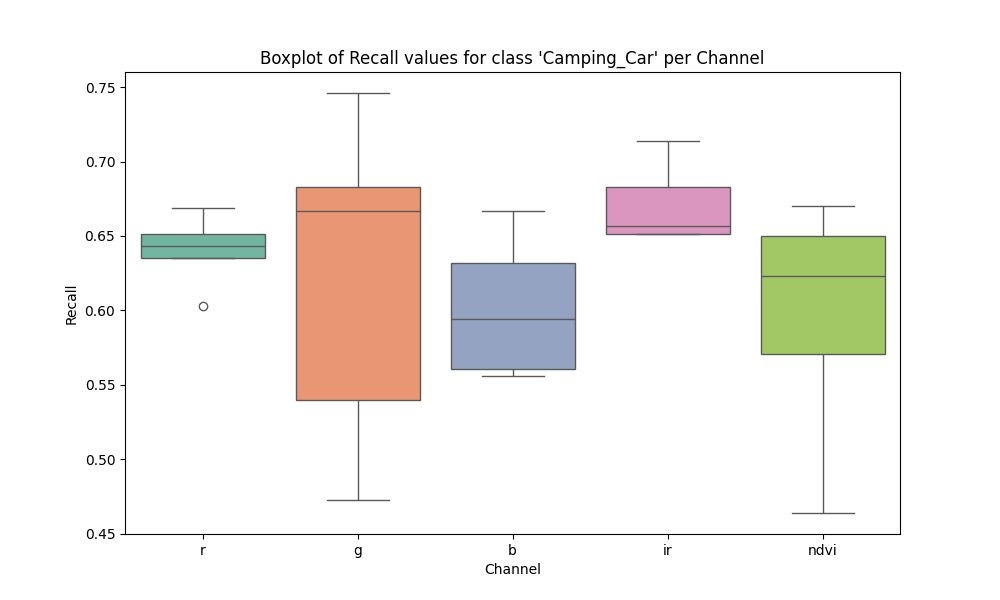 Boxplot of Recall values for class 'Camping_Car' per Channel
0.75
0.70
0.65
0.60
0.55
0.50
0.45
Recall
r g b ir ndvi
Channel